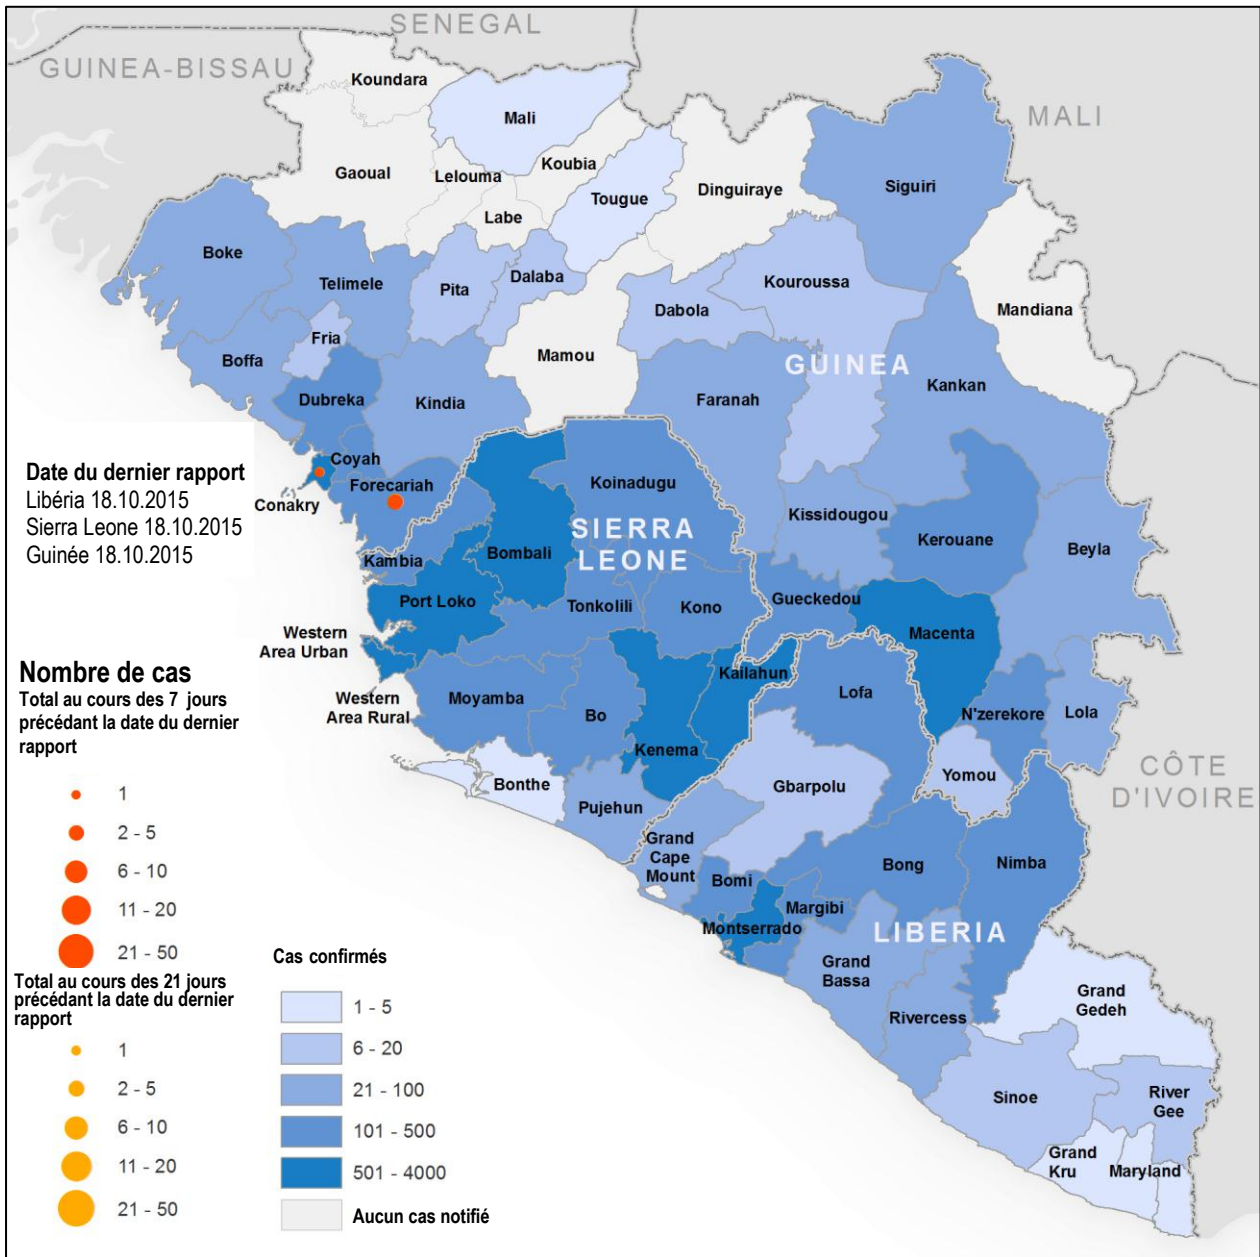 SENEGAL
GUINEA-BISSAU
MALI
Koundara
Mali
Gaoual
Lelouma
Koubia
Labe
Tougue
Dinguiraye
Siguiri
Boke
Telimele
Pita
Dalaba
Kouroussa
Dabola
Mandiana
Fria
Boffa
Mamou
GUINEA
Kankan
Dubreka
Kindia
Faranah
Coyah
Conakry
Forecariah
Koinadugu
Kissidougou
Kerouane
Beyla
SIERRA
LEONE
Kambia
Bombali
Port Loko
Tonkolili
Kono
Gueckedou
Macenta
Western
Area Urban
Western
Area Rural
Moyamba
Bo
Kailahun
Kenema
Lofa
N'zerekore
Lola
Yomou
CÔTE
D'IVOIRE
Bonthe
Pujehun
Gbarpolu
Grand
Cape
Mount
Bomi
Bong
Nimba
Margibi
Montserrado
LIBERIA
Grand
Bassa
Rivercess
Grand
Gedeh
Sinoe
River
Gee
Grand
Kru
Maryland
Date du dernier rapport
Libéria 18.10.2015
Sierra Leone 18.10.2015
Guinée 18.10.2015
Nombre de cas
Total au cours des 7 jours
précédant la date du dernier
rapport
1
2 - 5
6 - 10
11 - 20
21 - 50
Total au cours des 21 jours
précédant la date du dernier
rapport
1
2 - 5
6 - 10
11 - 20
21 - 50
Cas confirmés
1 - 5
6 - 20
21 - 100
101 - 500
501 - 4000
Aucun cas notifié